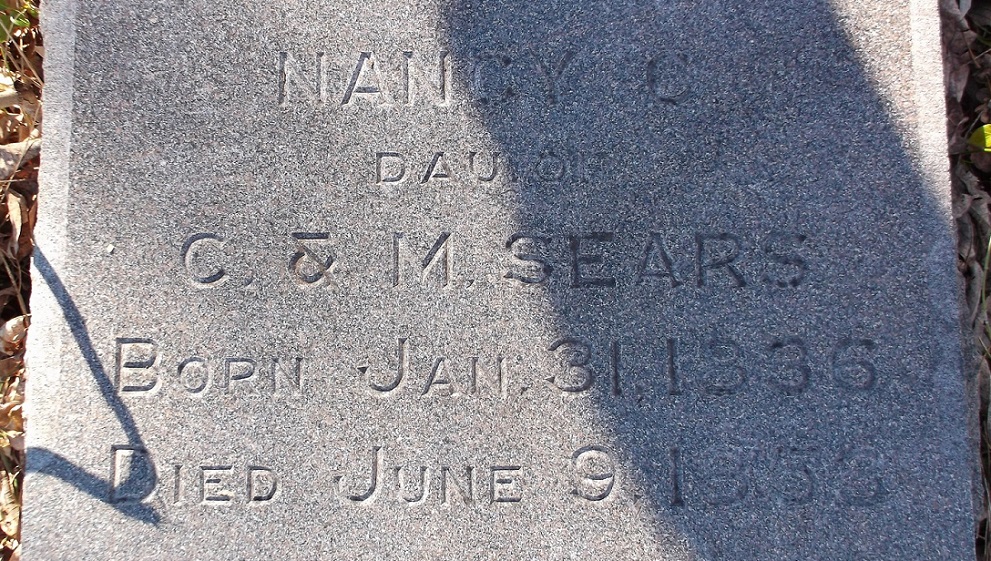 NANCY C.
DAU. OF
C. & M. SEARS
BORN JAN. 31, 1836
DIED JUNE 9,